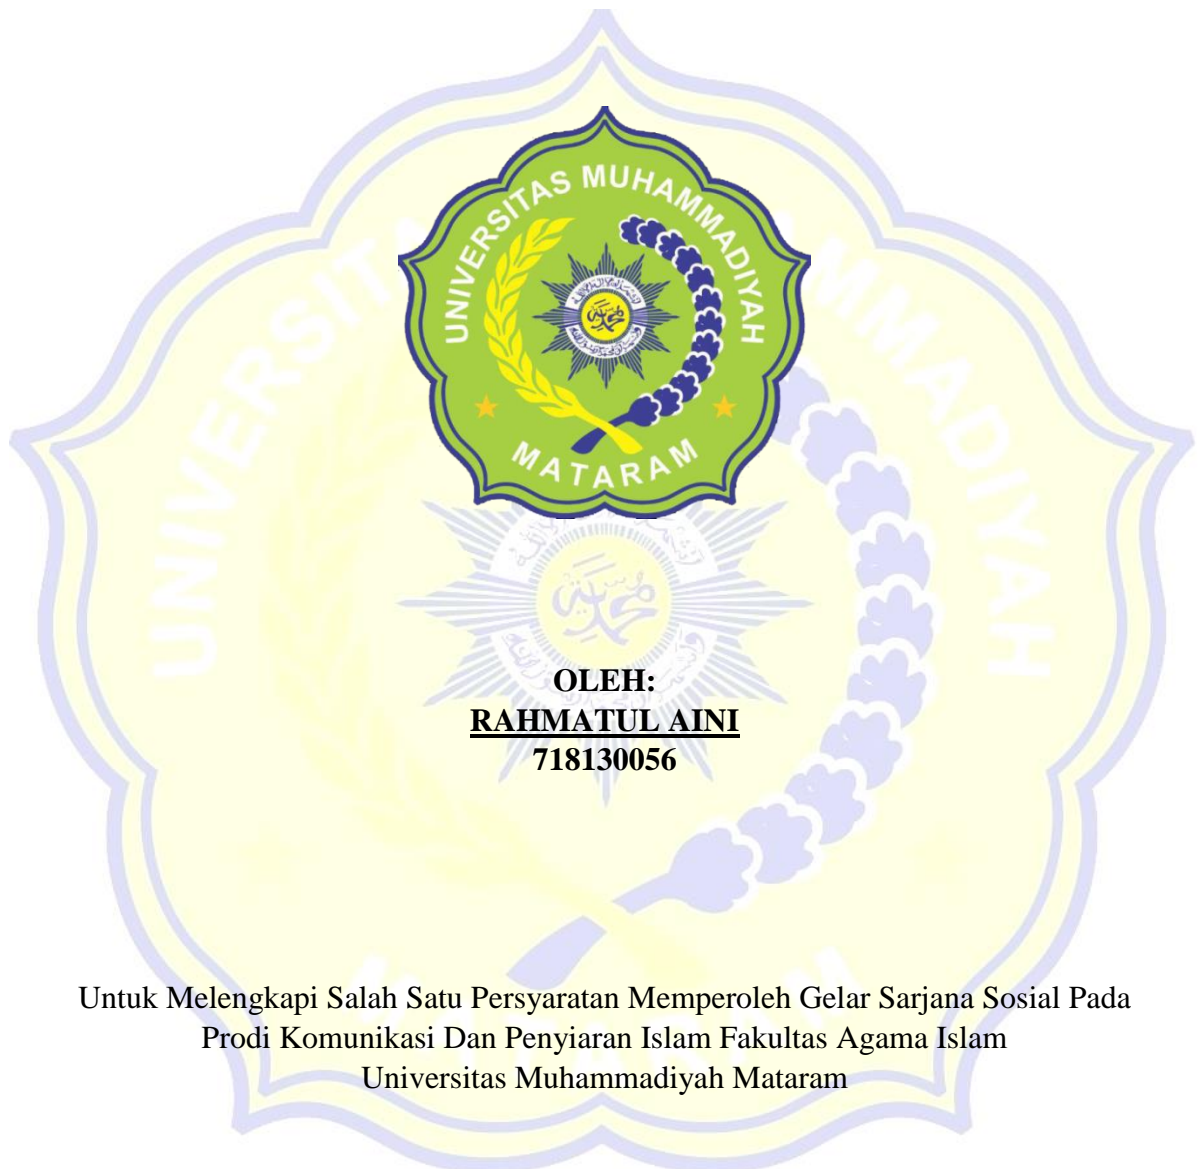 UNIVERSITAS MUHAMMADIYAH
MATARAM
OLEH:
RAHMATUL AINI
718130056
Untuk Melengkapi Salah Satu Persyaratan Memperoleh Gelar Sarjana Sosial Pada
Prodi Komunikasi Dan Penyiaran Islam Fakultas Agama Islam
Universitas Muhammadiyah Mataram